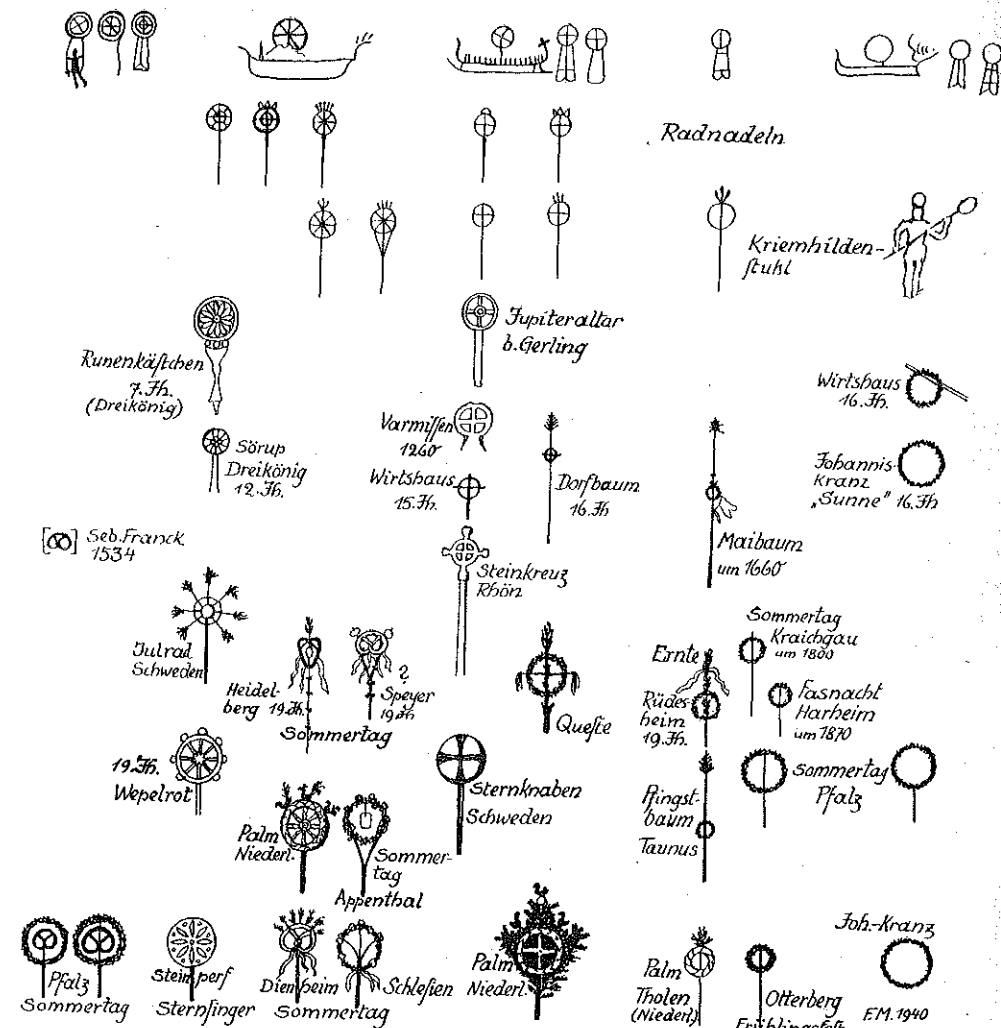 Radnadeln
Kriemhilden-
stuhl
Jupiteraltar
b. Gerling
Runenkäſtchen
7. Jh.
(Dreikönig)
Wirtshaus
16. Jh.
Varmiſſen
1260
Sörup
Dreikönig
12. Jh.
Wirtshaus
15. Jh.
Dorfbaum
16. Jh
Johannis-
kranz
„Sunne" 16. Jh
[ ] Seb. Franck
1534
Maibaum
um 1660
Steinkreuz
Rhön
Julrad
Schweden
Sommertag
Kraichgau
um 1800
Heidel-
berg 19. Jh.
Speyer
19. Jh
Sommertag
Queſte
Ernte
Rüdes-
heim
19. Jh.
Fasnacht
Harheim
um 1870
19. Jh.
Wepelrot
Sternknaben
Schweden
Sommertag
Pfalz
Pfingst-
baum
Taunus
Palm
Niederl.
Sommer-
tag
Appenthal
Pfalz
Sommertag
Steinperf
Sternſinger
Dienheim
Schleſien
Sommertag
Palm
Niederl.
Palm
Tholen
(Niederl.)
Otterberg
Frühlingsfeſt
Joh.-Kranz
F.M. 1940